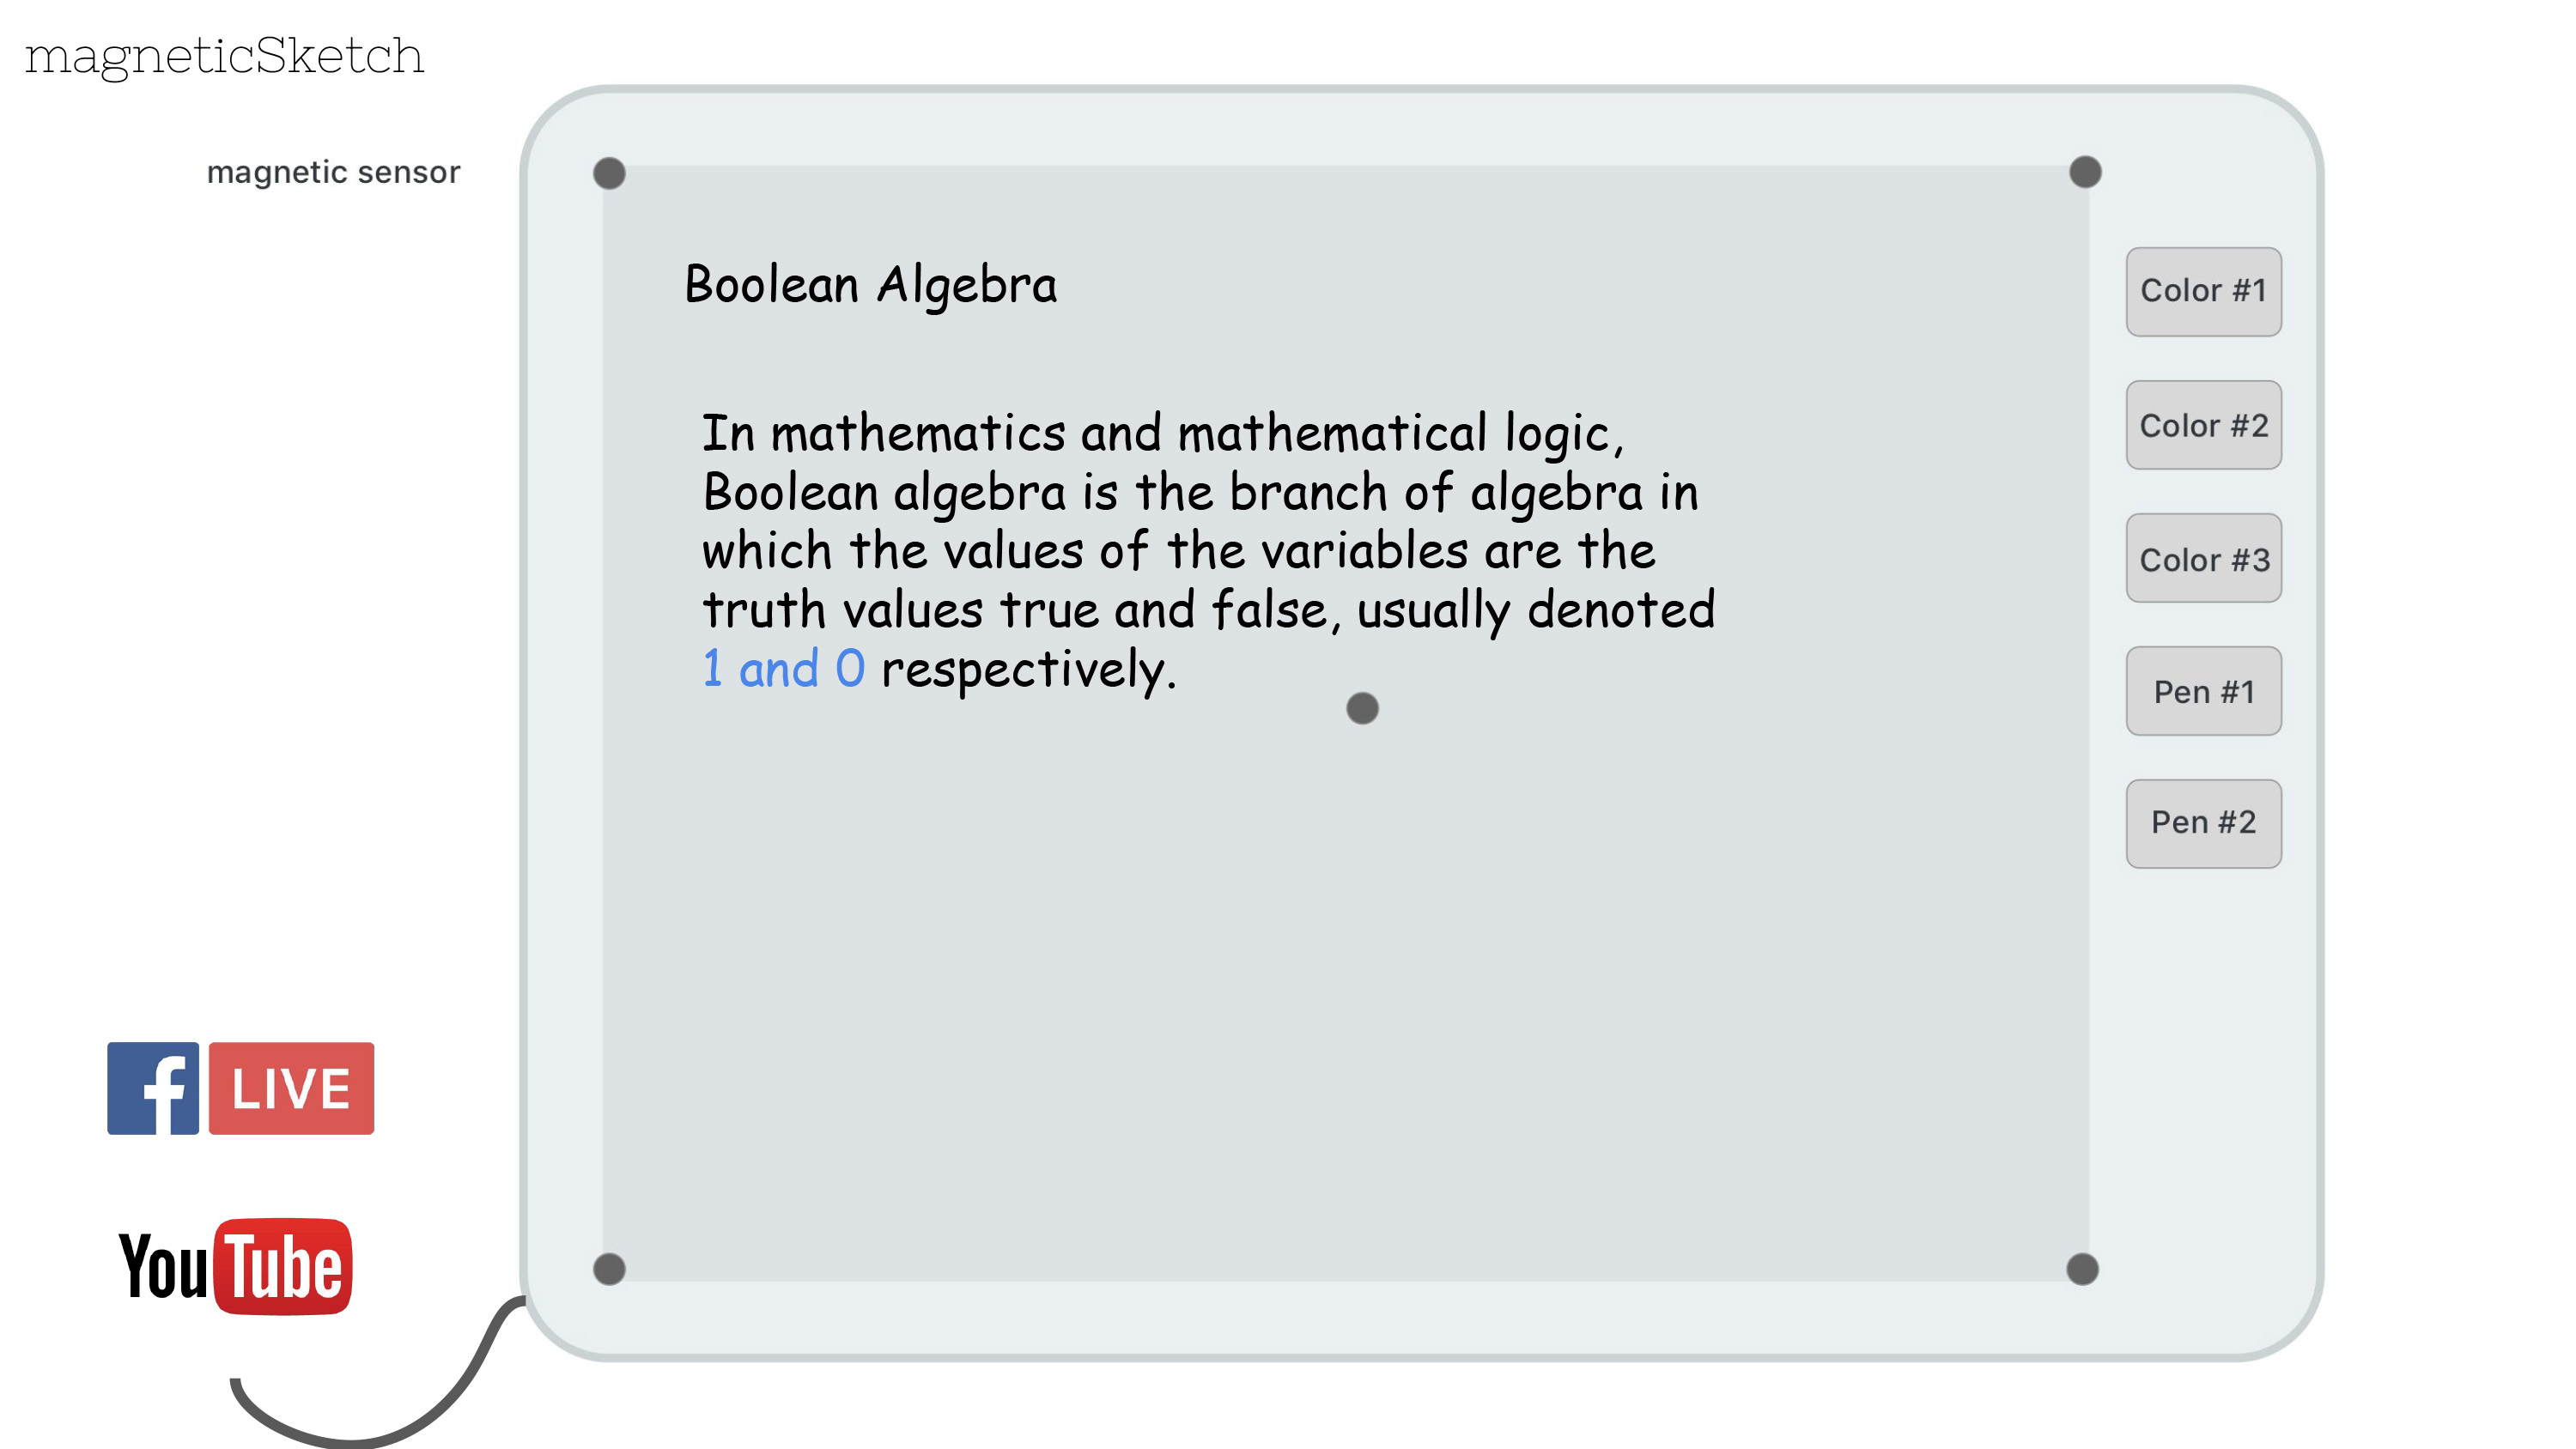 magneticSketch
magnetic sensor
Boolean Algebra
In mathematics and mathematical logic,
Boolean algebra is the branch of algebra in
which the values of the variables are the
truth values true and false, usually denoted
1 and 0 respectively.
Color #1
Color #2
Color #3
Pen #1
Pen #2
f LIVE
YouTube